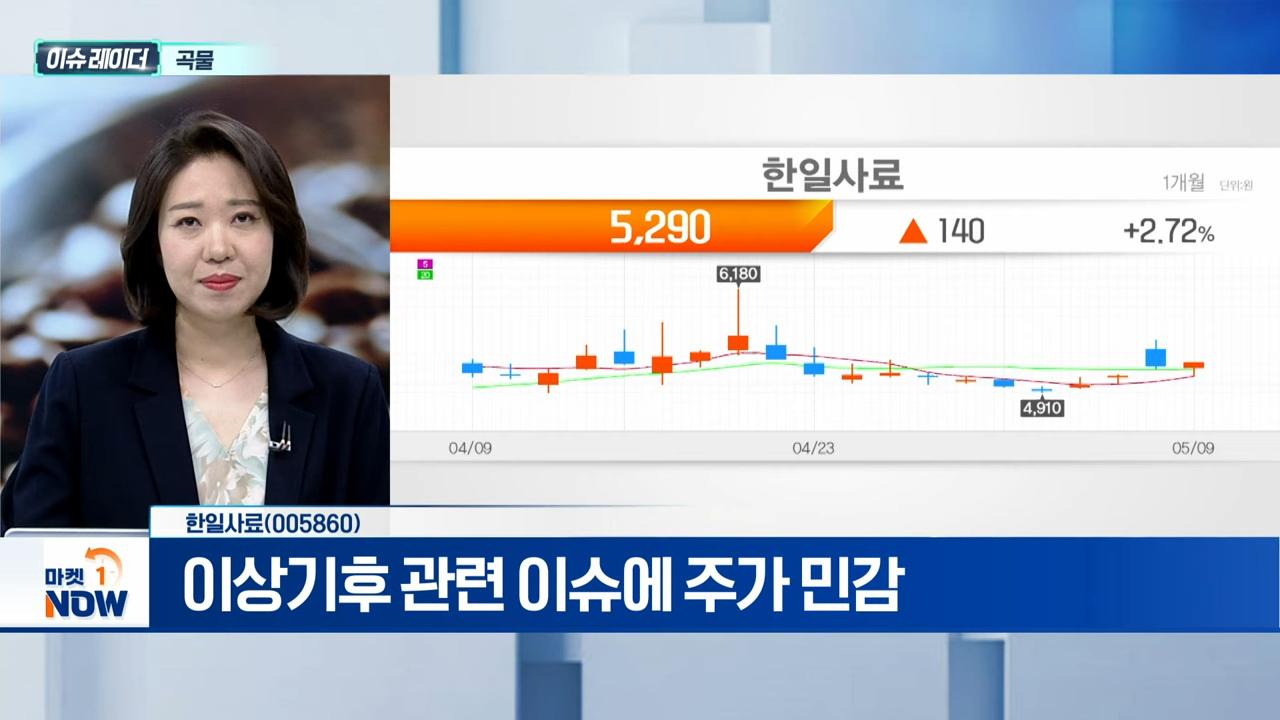 이슈 레이더 곡물
한일사료
1개월 단위:원
5,290 ▲ 140 +2.72%
5
20
6,180
4,910
04/09 04/23 05/09
한일사료(005860)
마켓 1
NOW
이상기후 관련 이슈에 주가 민감